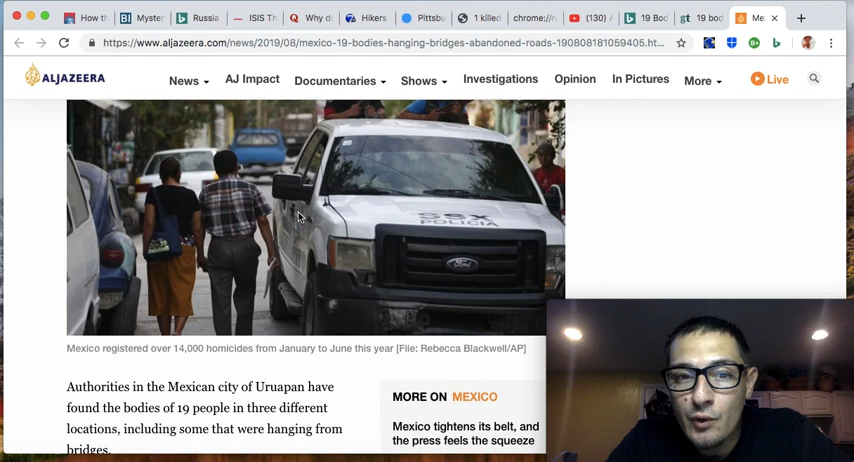 How th
Myster
Russia
ISIS Th
Why do
Hikers
Pittsbu
1 killed
chrome://n
(130) A
19 Bod
19 bod
Me
https://www.aljazeera.com/news/2019/08/mexico-19-bodies-hanging-bridges-abandoned-roads-190808181059405.ht...
ALJAZEERA
News AJ Impact Documentaries Shows Investigations Opinion In Pictures More Live
SSX
POLICIA
Ford
Mexico registered over 14,000 homicides from January to June this year [File: Rebecca Blackwell/AP]
Authorities in the Mexican city of Uruapan have
found the bodies of 19 people in three different
locations, including some that were hanging from
bridges.
MORE ON MEXICO
Mexico tightens its belt, and
the press feels the squeeze